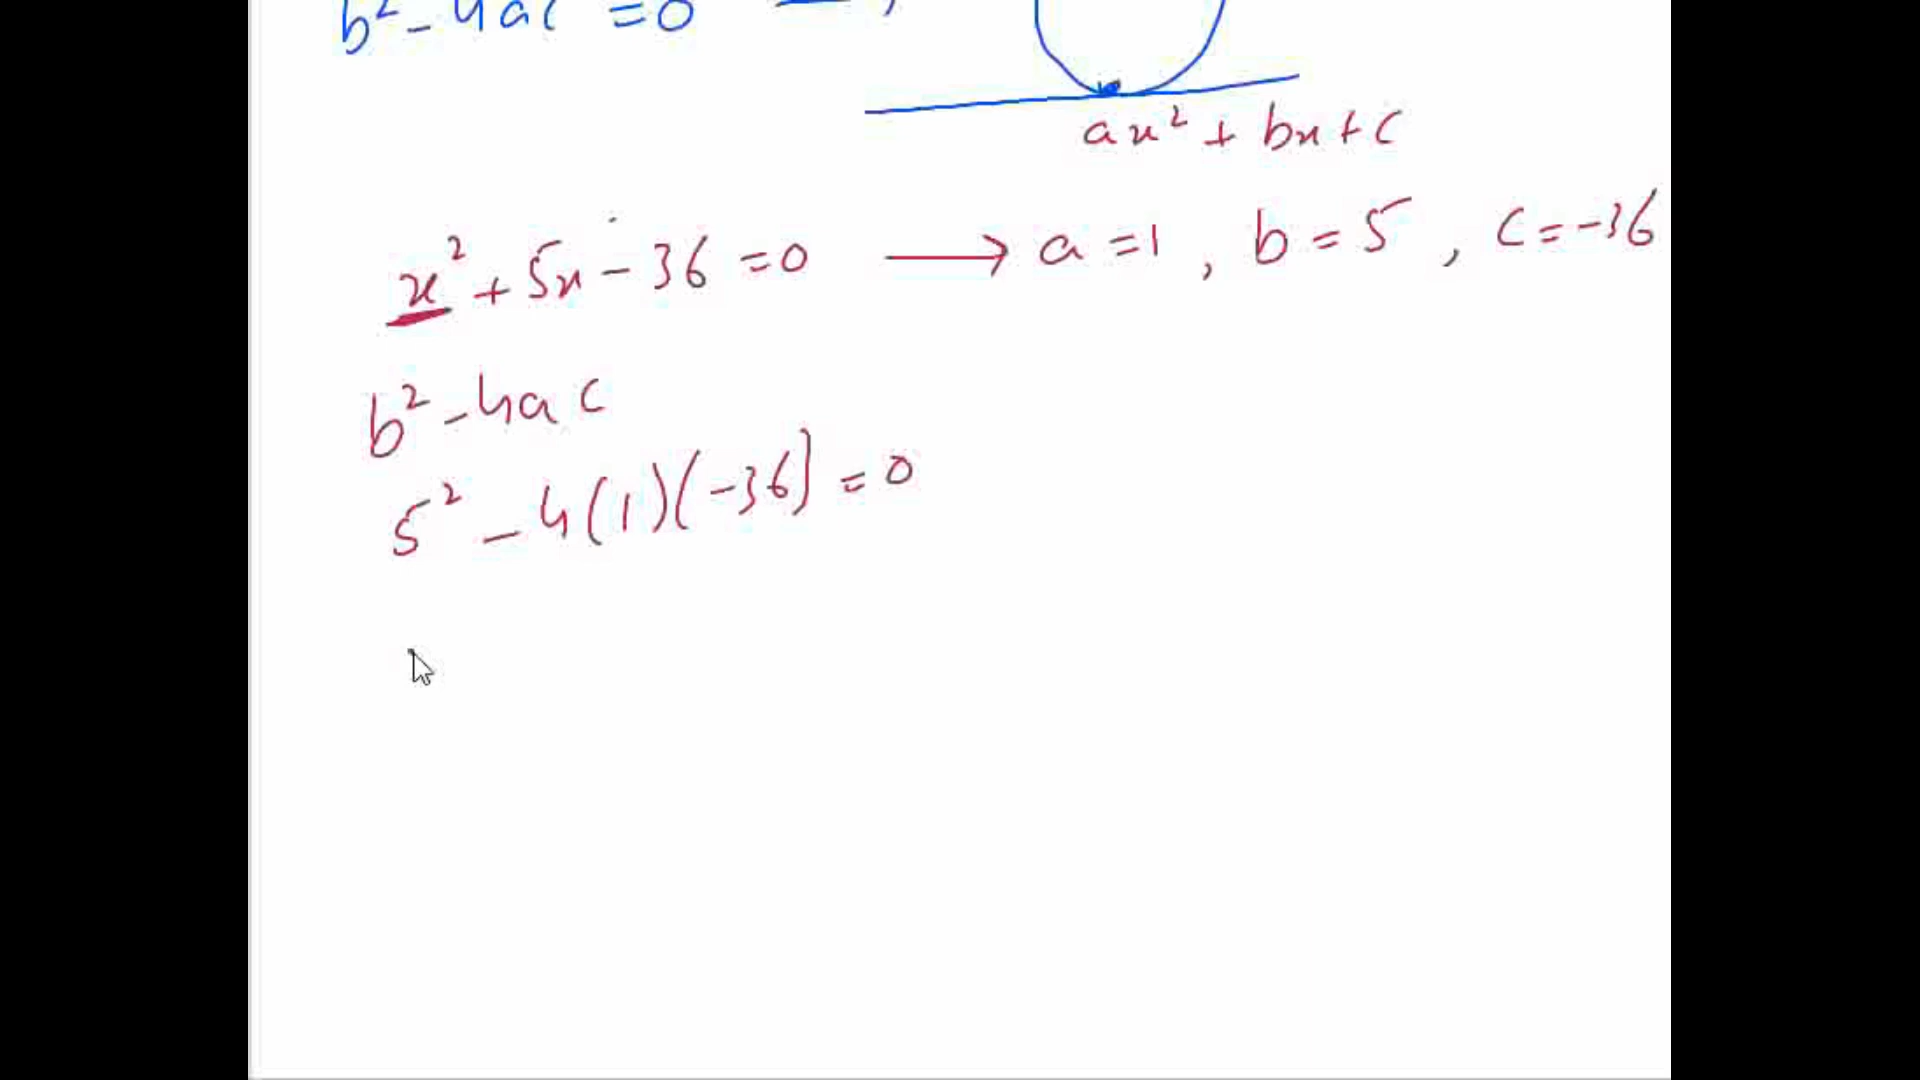 b² - 4ac = 0
ax² + bx + c
x² + 5x - 36 = 0 → a = 1 , b = 5 , c = -36
b² - 4ac
5² - 4(1)(-36) = 0